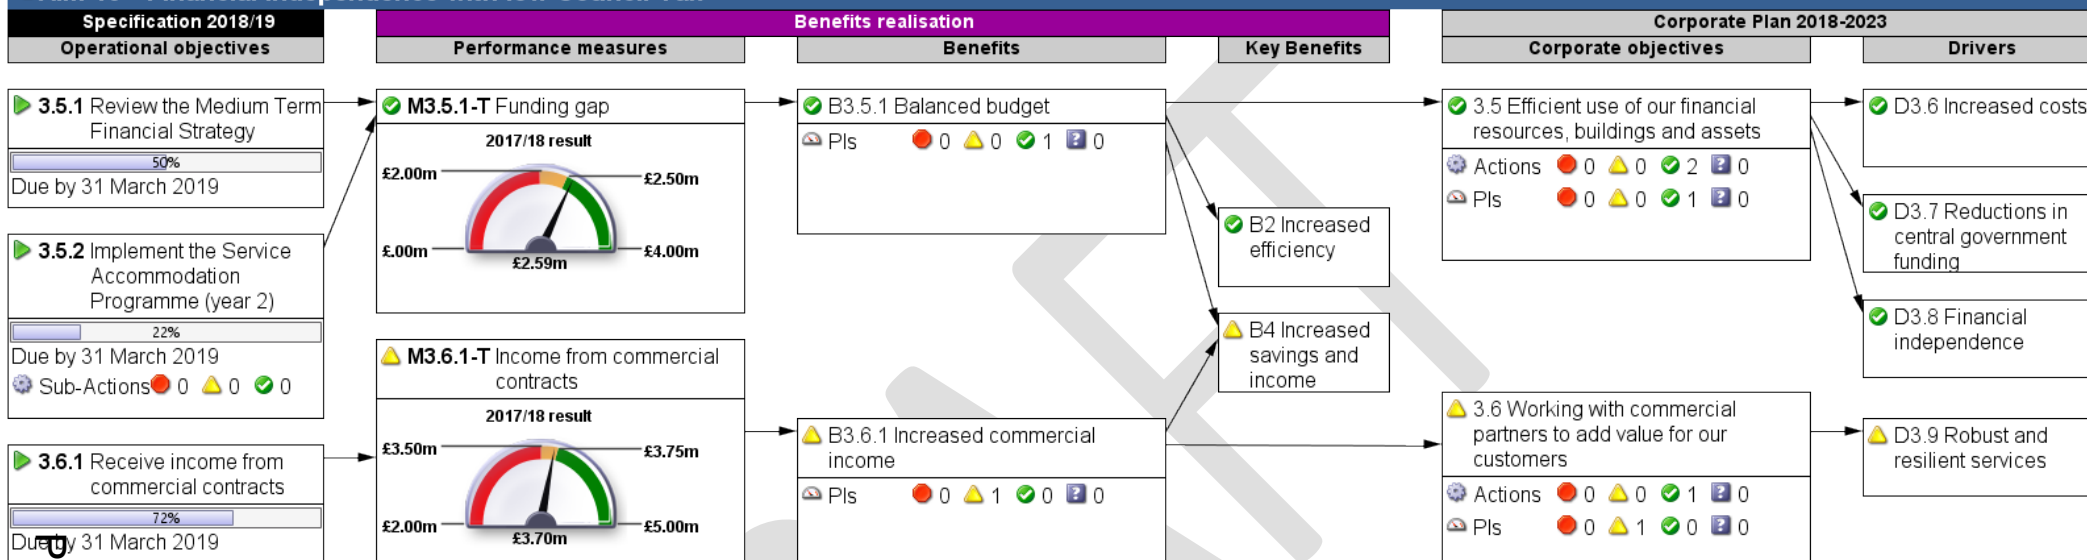 Specification 2018/19
Benefits realisation
Corporate Plan 2018-2023
Operational objectives
Performance measures
Benefits
Key Benefits
Corporate objectives
Drivers
3.5.1 Review the Medium Term
Financial Strategy
50%
Due by 31 March 2019
3.5.2 Implement the Service
Accommodation
Programme (year 2)
22%
Due by 31 March 2019
Sub-Actions 0 0 0
3.6.1 Receive income from
commercial contracts
72%
Due by 31 March 2019
M3.5.1-T Funding gap
2017/18 result
£2.00m
£2.50m
£.00m
£4.00m
£2.59m
M3.6.1-T Income from commercial
contracts
2017/18 result
£3.50m
£3.75m
£2.00m
£5.00m
£3.70m
B3.5.1 Balanced budget
PIs 0 0 1 ? 0
B3.6.1 Increased commercial
income
PIs 0 1 0 ? 0
B2 Increased
efficiency
B4 Increased
savings and
income
3.5 Efficient use of our financial
resources, buildings and assets
Actions 0 0 2 ? 0
PIs 0 0 1 ? 0
3.6 Working with commercial
partners to add value for our
customers
Actions 0 0 1 ? 0
PIs 0 1 0 ? 0
D3.6 Increased costs
D3.7 Reductions in
central government
funding
D3.8 Financial
independence
D3.9 Robust and
resilient services